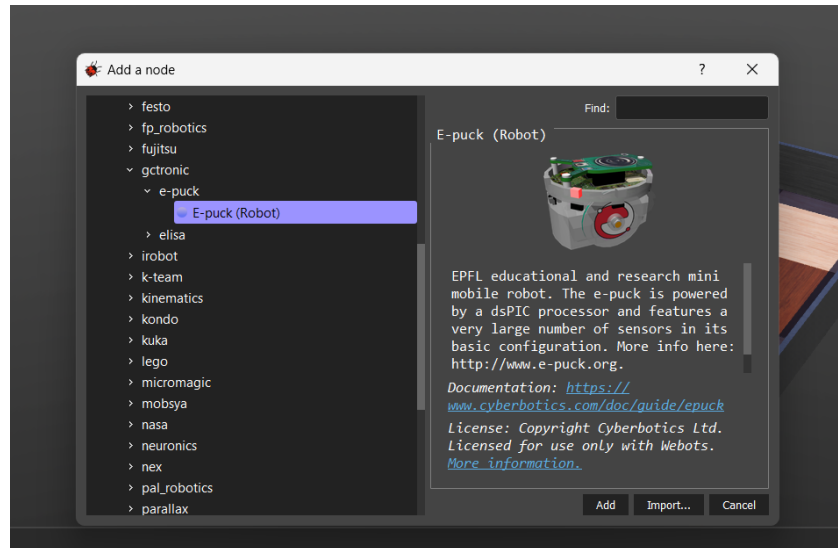 Add a node
?
festo
fp_robotics
fujitsu
gctronic
e-puck
E-puck (Robot)
elisa
irobot
k-team
kinematics
kondo
kuka
lego
micromagic
mobsya
nasa
neuronics
nex
pal_robotics
parallax
Find:
E-puck (Robot)
EPFL educational and research mini
mobile robot. The e-puck is powered
by a dsPIC processor and features a
very large number of sensors in its
basic configuration. More info here:
http://www.e-puck.org.
Documentation: https://
www.cyberbotics.com/doc/guide/epuck
License: Copyright Cyberbotics Ltd.
Licensed for use only with Webots.
More information.
Add Import... Cancel